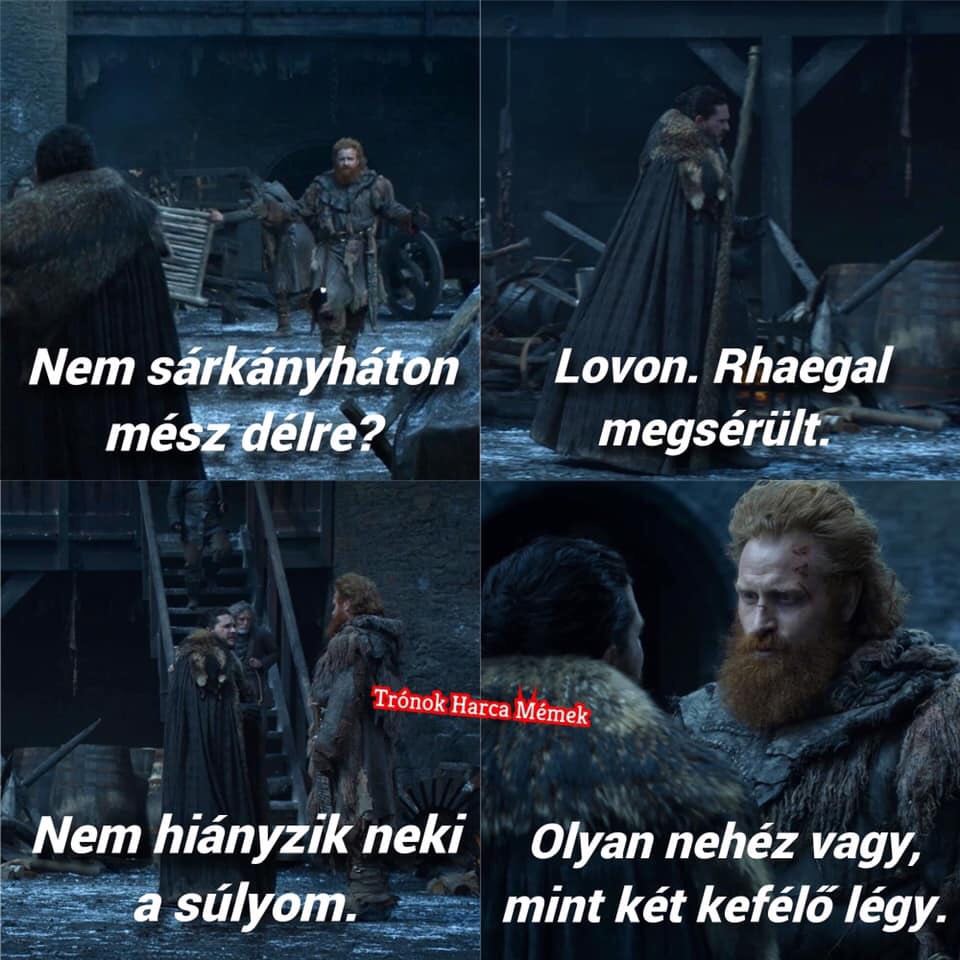 Nem sárkányháton
mész délre?
Lovon. Rhaegal
megsérült.
Nem hiányzik neki
a súlyom.
Trónok Harca Mémek
Olyan nehéz vagy,
mint két kefélő légy.